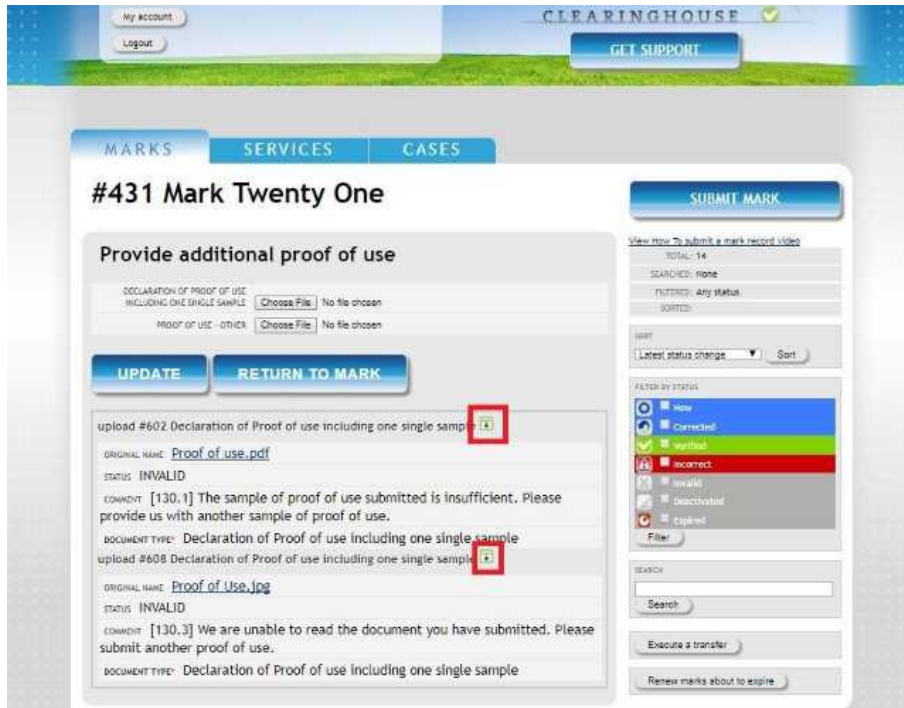 My account
CLEARINGHOUSE
Logout
GET SUPPORT
MARKS
SERVICES
CASES
#431 Mark Twenty One
SUBMIT MARK
View How To submit a mark record video
TOTAL: 14
SEARCHED: None
FILTERED: Any status
SORTED:
Provide additional proof of use
DECLARATION OF PROOF OF USE
INCLUDING ONE SINGLE SAMPLE Choose File No file chosen
PROOF OF USE - OTHER Choose File No file chosen
SORT
Latest status change Sort
UPDATE
RETURN TO MARK
FILTER BY STATUS
New
Corrected
Verified
Incorrect
Invalid
Deactivated
Expired
Filter
upload #602 Declaration of Proof of use including one single sample
ORIGINAL NAME Proof of use.pdf
STATUS INVALID
COMMENT [130.1] The sample of proof of use submitted is insufficient. Please
provide us with another sample of proof of use.
DOCUMENT TYPE* Declaration of Proof of use including one single sample
upload #608 Declaration of Proof of use including one single sample
ORIGINAL NAME Proof of Use.jpg
STATUS INVALID
COMMENT [130.3] We are unable to read the document you have submitted. Please
submit another proof of use.
DOCUMENT TYPE* Declaration of Proof of use including one single sample
SEARCH
Search
Execute a transfer
Renew marks about to expire